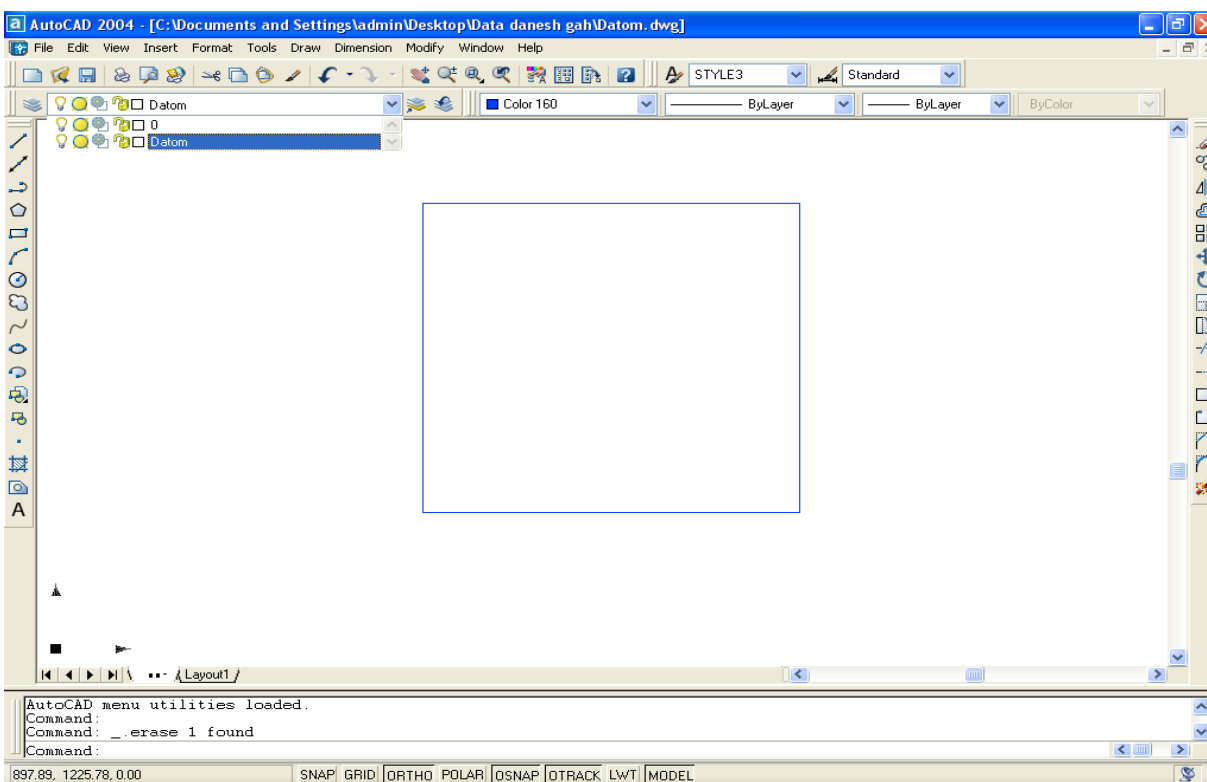 AutoCAD 2004 - [C:\Documents and Settings\admin\Desktop\Data danesh gah\Datom.dwg]
File Edit View Insert Format Tools Draw Dimension Modify Window Help
STYLE3 Standard
Datom Color 160 ByLayer ByLayer ByColor
0
Datom
A
Layout1
AutoCAD menu utilities loaded.
Command:
Command: _.erase 1 found
Command:
897.89, 1225.78, 0.00 SNAP GRID ORTHO POLAR OSNAP OTRACK LWT MODEL